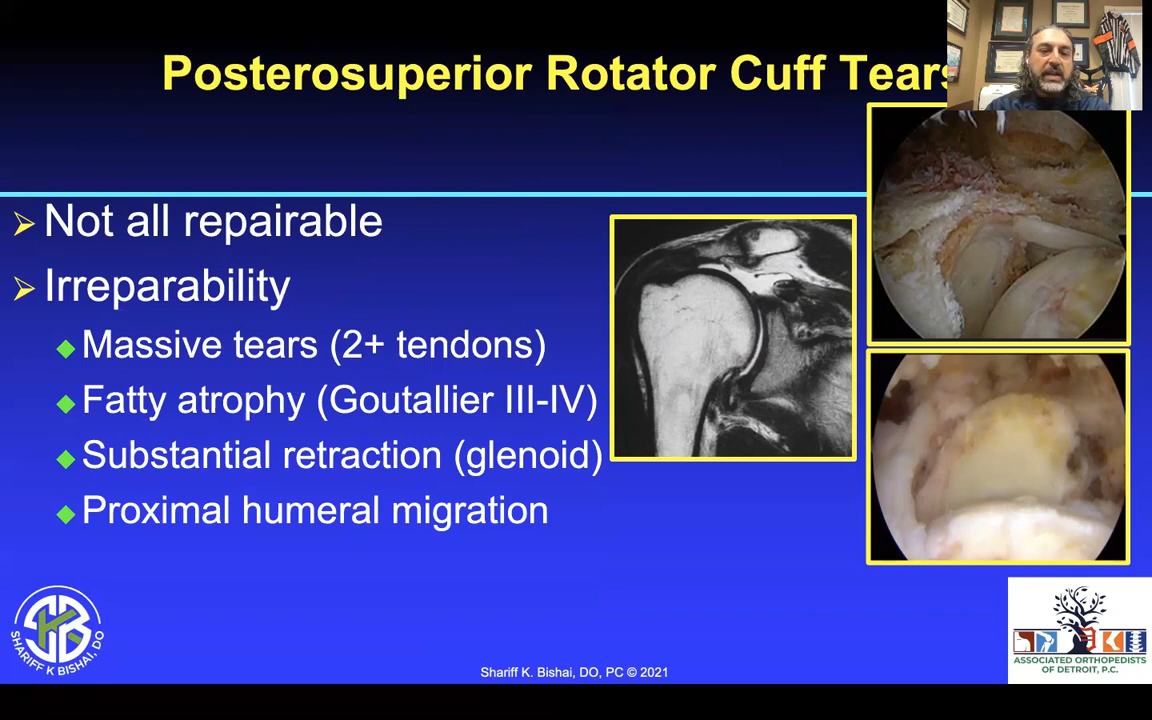 Posterosuperior Rotator Cuff Tears
Not all repairable
Irreparability
Massive tears (2+ tendons)
Fatty atrophy (Goutallier III-IV)
Substantial retraction (glenoid)
Proximal humeral migration
SKB
SHARIFF K BISHAI, DO
Shariff K. Bishai, DO, PC © 2021
ASSOCIATED ORTHOPEDISTS
OF DETROIT, P.C.